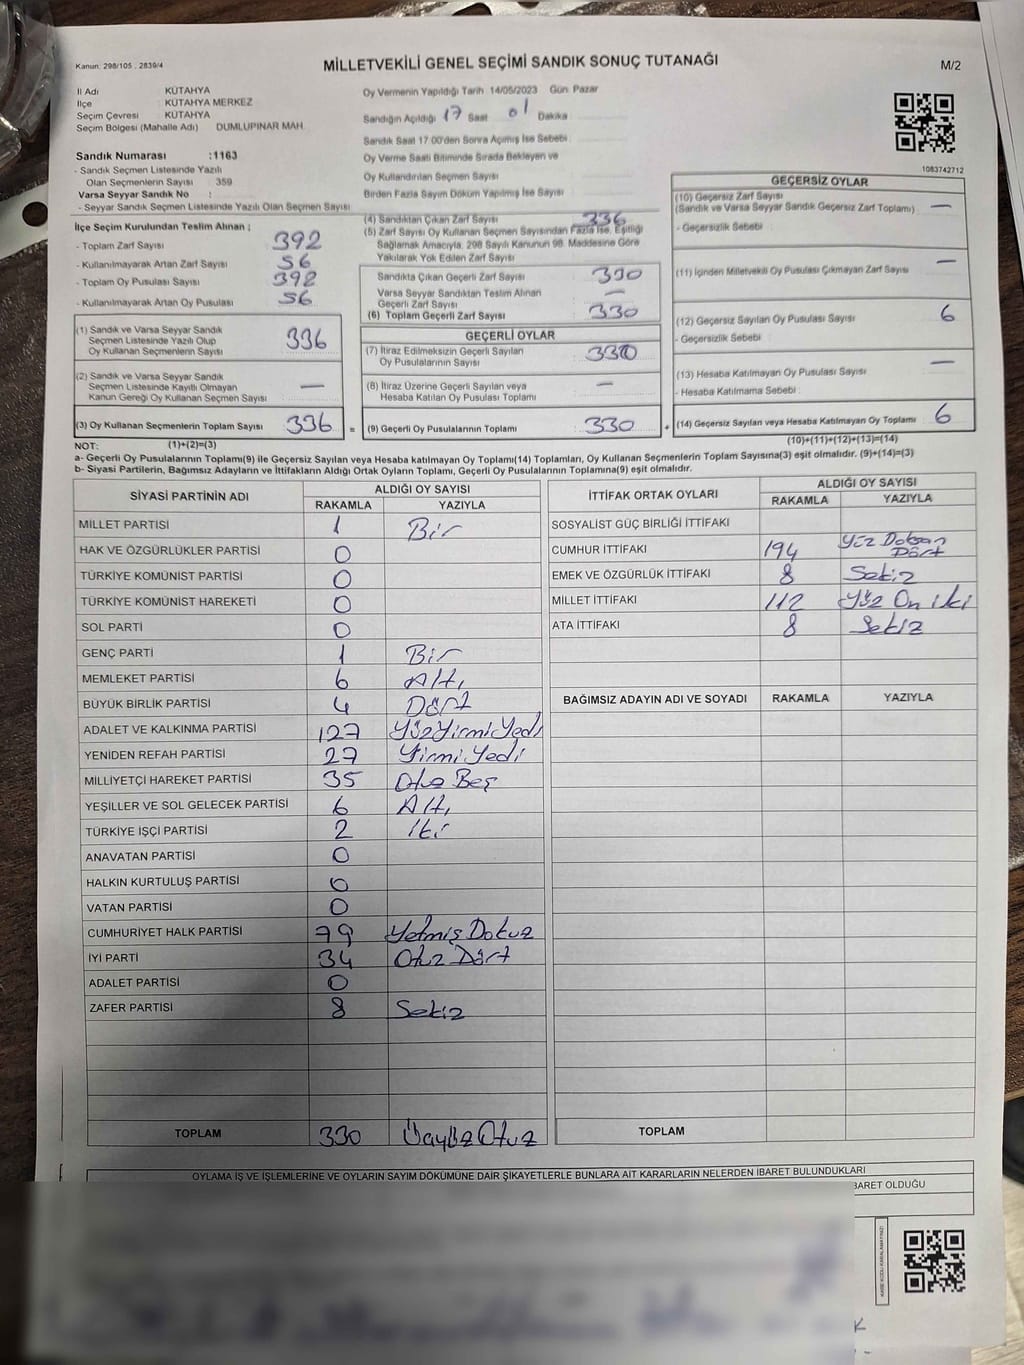 Kanun: 298/105 . 2839/4
MİLLETVEKİLİ GENEL SEÇİMİ SANDIK SONUÇ TUTANAĞI
M/2
İl Adı KÜTAHYA
İlçe KÜTAHYA MERKEZ
Seçim Çevresi KÜTAHYA
Seçim Bölgesi (Mahalle Adı) DUMLUPINAR MAH.
Sandık Numarası :1163
- Sandık Seçmen Listesinde Yazılı
Olan Seçmenlerin Sayısı 359
Varsa Seyyar Sandık No :
- Seyyar Sandık Seçmen Listesinde Yazılı Olan Seçmen Sayısı
Oy Vermenin Yapıldığı Tarih 14/05/2023 Gün: Pazar
Sandığın Açıldığı 17 Saat 01 Dakika
Sandık Saat 17:00'den Sonra Açılmış İse Sebebi
Oy Verme Saati Bitiminde Sırada Bekleyen ve
Oy Kullandırılan Seçmen Sayısı
Birden Fazla Sayım Döküm Yapılmış İse Sayısı
1083742712
İlçe Seçim Kurulundan Teslim Alınan ;
- Toplam Zarf Sayısı 392
- Kullanılmayarak Artan Zarf Sayısı 56
- Toplam Oy Pusulası Sayısı 392
- Kullanılmayarak Artan Oy Pusulası 56
(1) Sandık ve Varsa Seyyar Sandık
Seçmen Listesinde Yazılı Olup
Oy Kullanan Seçmenlerin Sayısı 336
(2) Sandık ve Varsa Seyyar Sandık
Seçmen Listesinde Kayıtlı Olmayan
Kanun Gereği Oy Kullanan Seçmen Sayısı : —
(3) Oy Kullanan Seçmenlerin Toplam Sayısı 336 =
(4) Sandıktan Çıkan Zarf Sayısı 336
(5) Zarf Sayısı Oy Kullanan Seçmen Sayısından Fazla İse, Eşitliği
Sağlamak Amacıyla, 298 Sayılı Kanunun 98. Maddesine Göre
Yakılarak Yok Edilen Zarf Sayısı
Sandıkta Çıkan Geçerli Zarf Sayısı 330
Varsa Seyyar Sandıktan Teslim Alınan
Geçerli Zarf Sayısı —
(6) Toplam Geçerli Zarf Sayısı : 330
GEÇERLİ OYLAR
(7) İtiraz Edilmeksizin Geçerli Sayılan
Oy Pusulalarının Sayısı : 330
(8) İtiraz Üzerine Geçerli Sayılan veya
Hesaba Katılan Oy Pusulası Toplamı —
(9) Geçerli Oy Pusulalarının Toplamı : 330 +
GEÇERSİZ OYLAR
(10) Geçersiz Zarf Sayısı
(Sandık ve Varsa Seyyar Sandık Geçersiz Zarf Toplamı) : —
- Geçersizlik Sebebi :
(11) İçinden Milletvekili Oy Pusulası Çıkmayan Zarf Sayısı —
(12) Geçersiz Sayılan Oy Pusulası Sayısı : 6
- Geçersizlik Sebebi :
(13) Hesaba Katılmayan Oy Pusulası Sayısı : —
- Hesaba Katılmama Sebebi :
(14) Geçersiz Sayılan veya Hesaba Katılmayan Oy Toplamı : 6
NOT: (1)+(2)=(3) (10)+(11)+(12)+(13)=(14)
a- Geçerli Oy Pusulalarının Toplamı(9) ile Geçersiz Sayılan veya Hesaba katılmayan Oy Toplamı(14) Toplamları, Oy Kullanan Seçmenlerin Toplam Sayısına(3) eşit olmalıdır. (9)+(14)=(3)
b- Siyasi Partilerin, Bağımsız Adayların ve İttifakların Aldığı Ortak Oyların Toplamı, Geçerli Oy Pusulalarının Toplamına(9) eşit olmalıdır.
SİYASİ PARTİNİN ADI ALDIĞI OY SAYISI
RAKAMLA YAZIYLA
MİLLET PARTİSİ 1 Bir
HAK VE ÖZGÜRLÜKLER PARTİSİ 0
TÜRKİYE KOMÜNİST PARTİSİ 0
TÜRKİYE KOMÜNİST HAREKETİ 0
SOL PARTİ 0
GENÇ PARTİ 1 Bir
MEMLEKET PARTİSİ 6 Altı
BÜYÜK BİRLİK PARTİSİ 4 Dört
ADALET VE KALKINMA PARTİSİ 127 YüzYirmiYedi
YENİDEN REFAH PARTİSİ 27 YirmiYedi
MİLLİYETÇİ HAREKET PARTİSİ 35 Otuz Beş
YEŞİLLER VE SOL GELECEK PARTİSİ 6 Altı
TÜRKİYE İŞÇİ PARTİSİ 2 İki
ANAVATAN PARTİSİ 0
HALKIN KURTULUŞ PARTİSİ 0
VATAN PARTİSİ 0
CUMHURİYET HALK PARTİSİ 79 Yetmiş Dokuz
İYİ PARTİ 34 Otuz Dört
ADALET PARTİSİ 0
ZAFER PARTİSİ 8 Sekiz
TOPLAM 330 Üçyüz Otuz
İTTİFAK ORTAK OYLARI ALDIĞI OY SAYISI
RAKAMLA YAZIYLA
SOSYALİST GÜÇ BİRLİĞİ İTTİFAKI
CUMHUR İTTİFAKI 194 Yüz Doksan
Dört
EMEK VE ÖZGÜRLÜK İTTİFAKI 8 Sekiz
MİLLET İTTİFAKI 112 Yüz On iki
ATA İTTİFAKI 8 Sekiz
BAĞIMSIZ ADAYIN ADI VE SOYADI RAKAMLA YAZIYLA
TOPLAM
OYLAMA İŞ VE İŞLEMLERİNE VE OYLARIN SAYIM DÖKÜMÜNE DAİR ŞİKAYETLERLE BUNLARA AİT KARARLARIN NELERDEN İBARET BULUNDUKLARI
BARET OLDUĞU